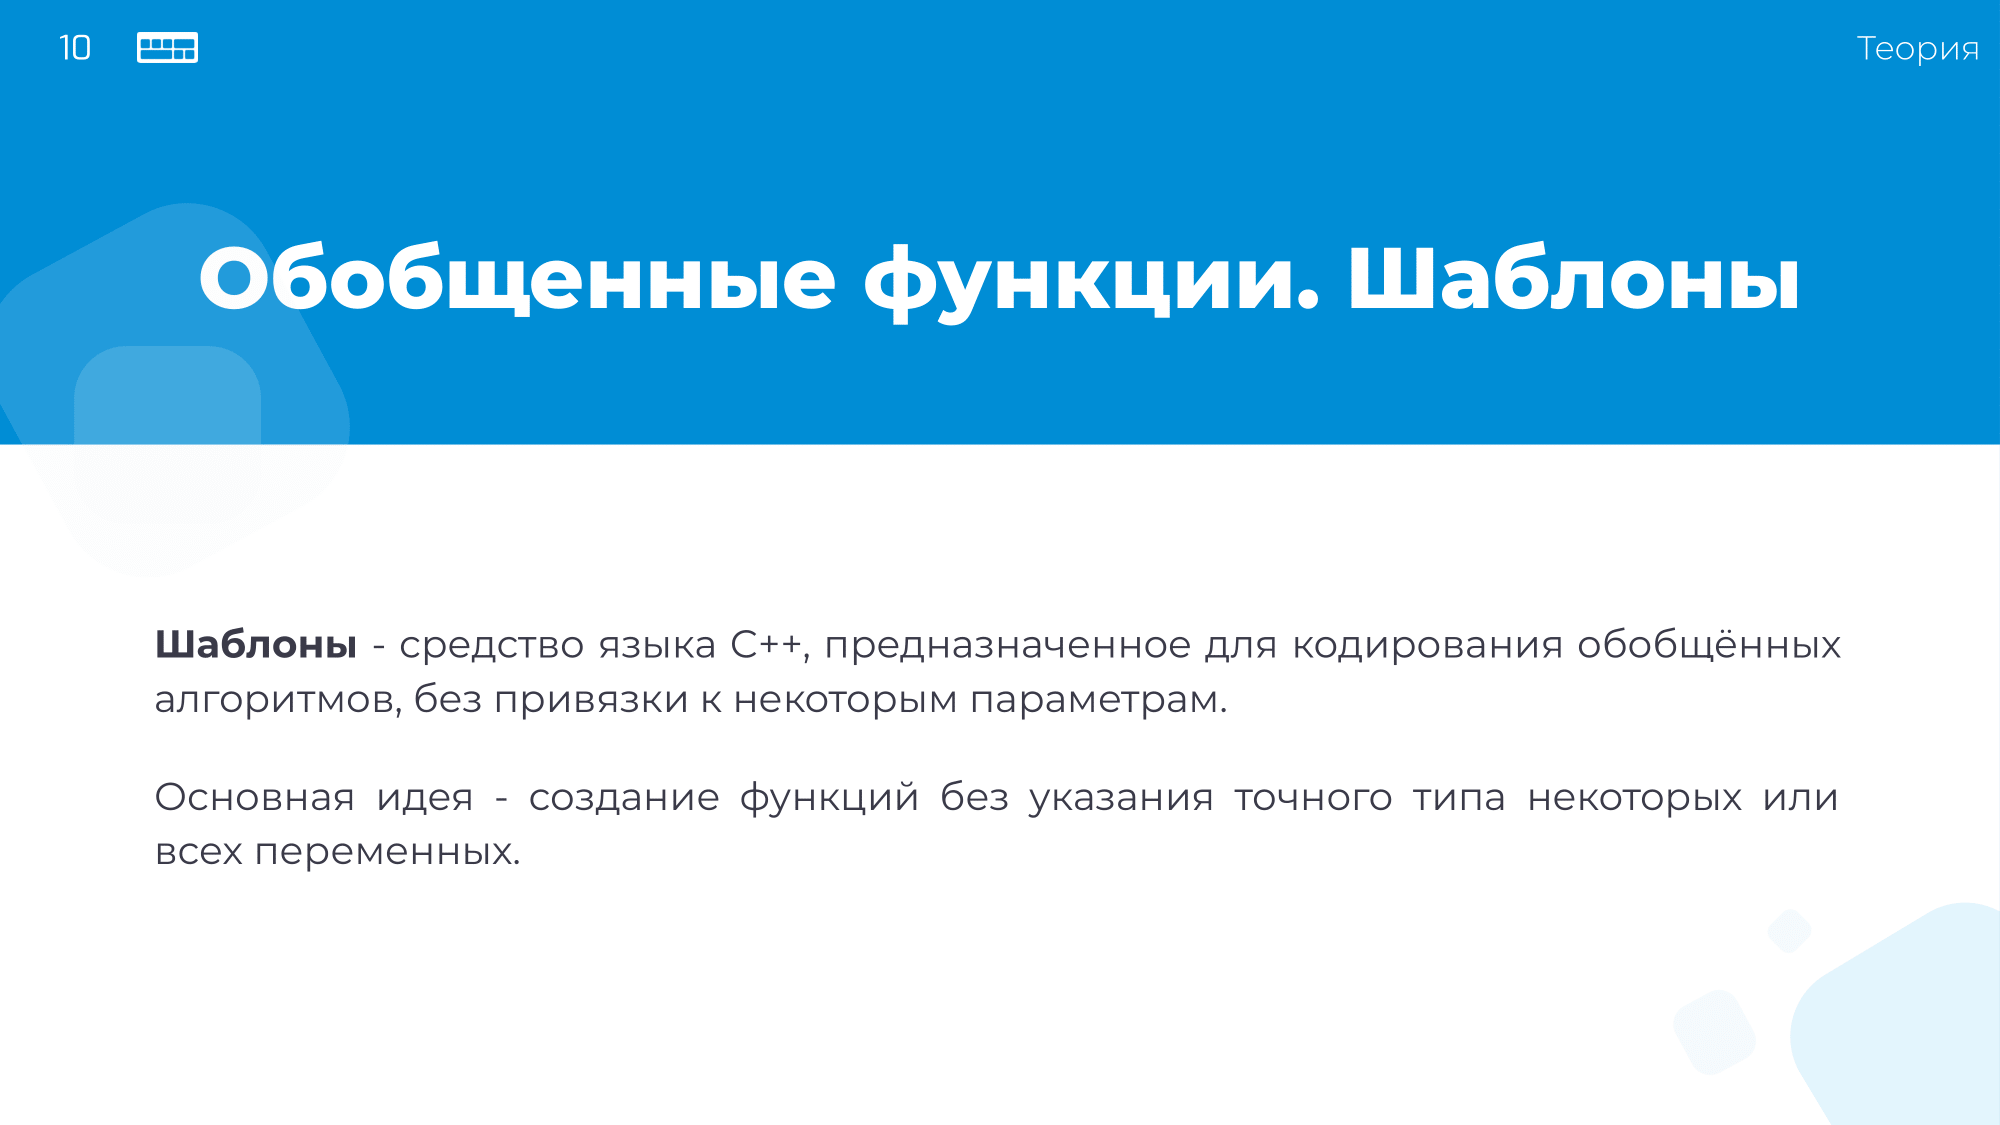 10
Теория
Обобщенные функции. Шаблоны
Шаблоны - средство языка C++, предназначенное для кодирования обобщённых
алгоритмов, без привязки к некоторым параметрам.
Основная идея - создание функций без указания точного типа некоторых или
всех переменных.